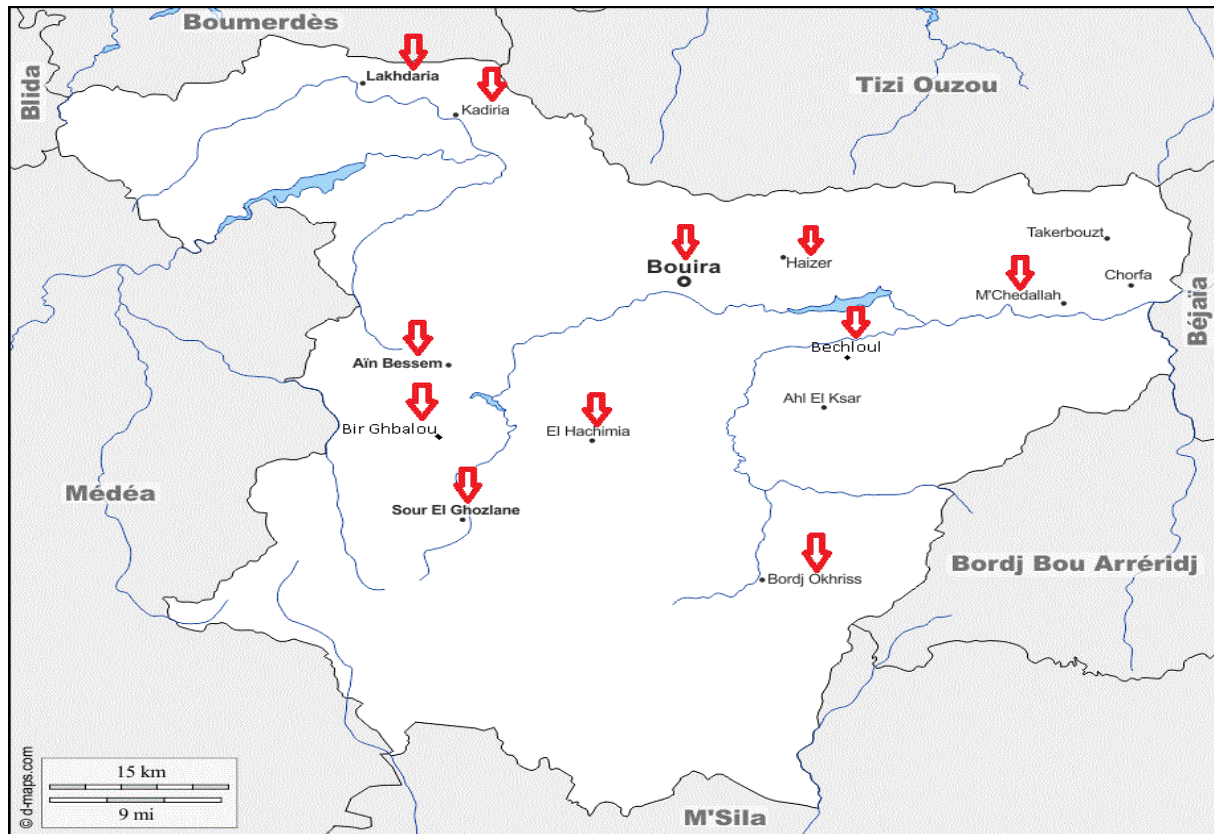 Boumerdès
Blida
Lakhdaria
Kadiria
Tizi Ouzou
Takerbouzt
Bouira
Haizer
Chorfa
M'Chedallah
Béjaïa
Bechloul
Aïn Bessem
Ahl El Ksar
Bir Ghbalou
El Hachimia
Médéa
Sour El Ghozlane
Bordj Bou Arréridj
Bordj Okhriss
15 km
9 mi
M'Sila
© d-maps.com